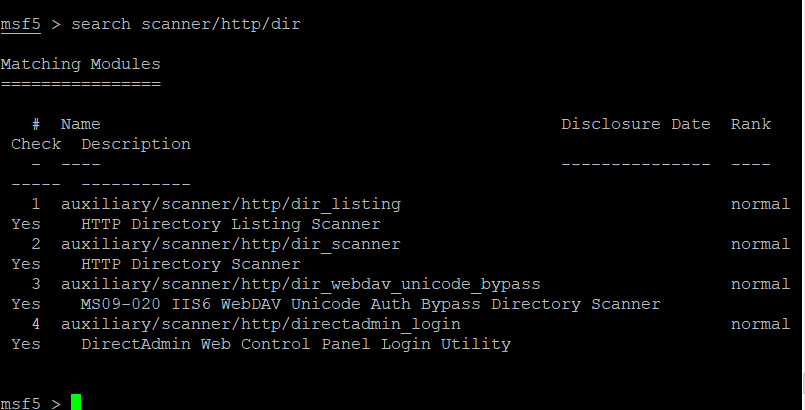 msf5 > search scanner/http/dir
Matching Modules
================
#  Name                                                  Disclosure Date  Rank
Check  Description
-  ----                                                  ---------------  ----
-----  -----------
1  auxiliary/scanner/http/dir_listing                                     normal
Yes    HTTP Directory Listing Scanner
2  auxiliary/scanner/http/dir_scanner                                     normal
Yes    HTTP Directory Scanner
3  auxiliary/scanner/http/dir_webdav_unicode_bypass                       normal
Yes    MS09-020 IIS6 WebDAV Unicode Auth Bypass Directory Scanner
4  auxiliary/scanner/http/directadmin_login                               normal
Yes    DirectAdmin Web Control Panel Login Utility
msf5 >